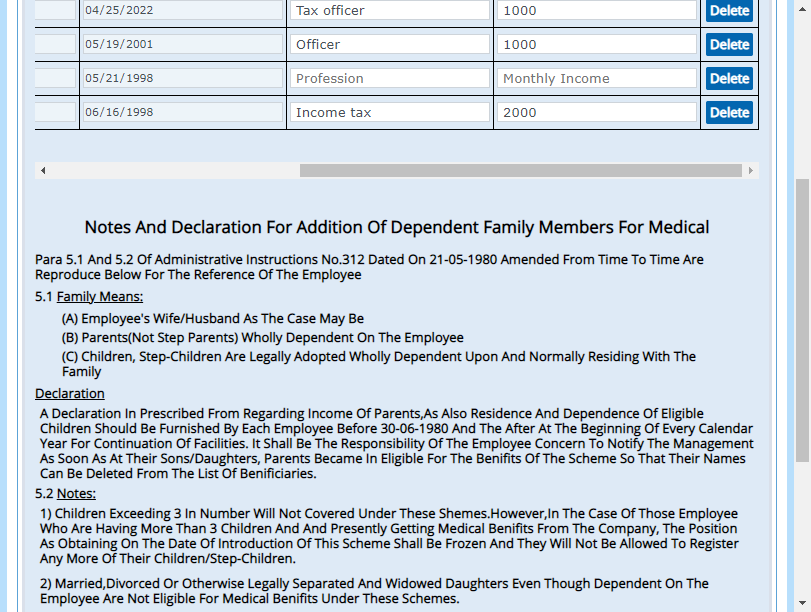 04/25/2022 Tax officer 1000 Delete
05/19/2001 Officer 1000 Delete
05/21/1998 Profession Monthly Income Delete
06/16/1998 Income tax 2000 Delete
Notes And Declaration For Addition Of Dependent Family Members For Medical
Para 5.1 And 5.2 Of Administrative Instructions No.312 Dated On 21-05-1980 Amended From Time To Time Are
Reproduce Below For The Reference Of The Employee
5.1 Family Means:
(A) Employee's Wife/Husband As The Case May Be
(B) Parents(Not Step Parents) Wholly Dependent On The Employee
(C) Children, Step-Children Are Legally Adopted Wholly Dependent Upon And Normally Residing With The
Family
Declaration
A Declaration In Prescribed From Regarding Income Of Parents,As Also Residence And Dependence Of Eligible
Children Should Be Furnished By Each Employee Before 30-06-1980 And The After At The Beginning Of Every Calendar
Year For Continuation Of Facilities. It Shall Be The Responsibility Of The Employee Concern To Notify The Management
As Soon As At Their Sons/Daughters, Parents Became In Eligible For The Benifits Of The Scheme So That Their Names
Can Be Deleted From The List Of Benificiaries.
5.2 Notes:
1) Children Exceeding 3 In Number Will Not Covered Under These Shemes.However,In The Case Of Those Employee
Who Are Having More Than 3 Children And And Presently Getting Medical Benifits From The Company, The Position
As Obtaining On The Date Of Introduction Of This Scheme Shall Be Frozen And They Will Not Be Allowed To Register
Any More Of Their Children/Step-Children.
2) Married,Divorced Or Otherwise Legally Separated And Widowed Daughters Even Though Dependent On The
Employee Are Not Eligible For Medical Benifits Under These Schemes.